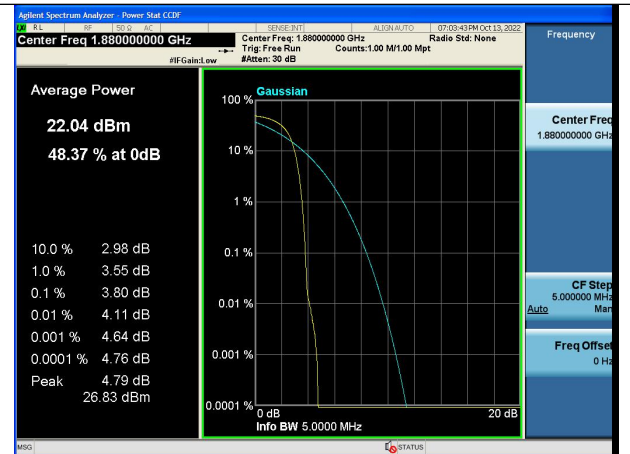 Agilent Spectrum Analyzer - Power Stat CCDF
RL RF 50 Ω AC SENSE:INT ALIGN AUTO 07:03:43 PM Oct 13, 2022
Center Freq 1.880000000 GHz
Center Freq: 1.880000000 GHz Radio Std: None
Trig: Free Run Counts:1.00 M/1.00 Mpt
#IFGain:Low #Atten: 30 dB
Frequency
Average Power
22.04 dBm
48.37 % at 0dB
10.0 % 2.98 dB
1.0 % 3.55 dB
0.1 % 3.80 dB
0.01 % 4.11 dB
0.001 % 4.64 dB
0.0001 % 4.76 dB
Peak 4.79 dB
26.83 dBm
Gaussian
100 %
10 %
1 %
0.1 %
0.01 %
0.001 %
0.0001 %
0 dB 20 dB
Info BW 5.0000 MHz
Center Freq
1.880000000 GHz
CF Step
5.000000 MHz
Auto Man
Freq Offset
0 Hz
MSG STATUS